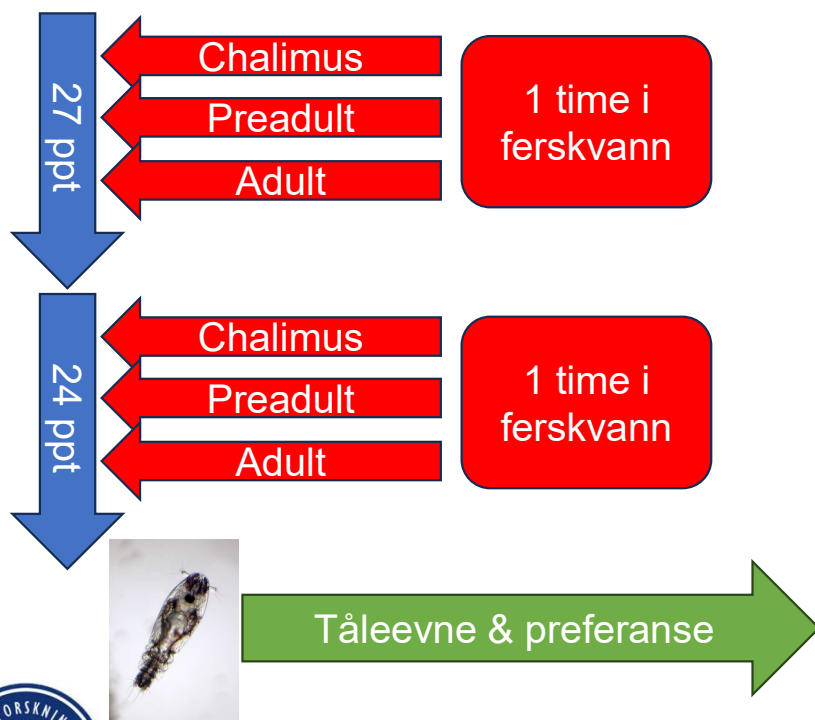 27 ppt
Chalimus
Preadult
Adult
1 time i
ferskvann
24 ppt
Chalimus
Preadult
Adult
1 time i
ferskvann
Tåleevne & preferanse